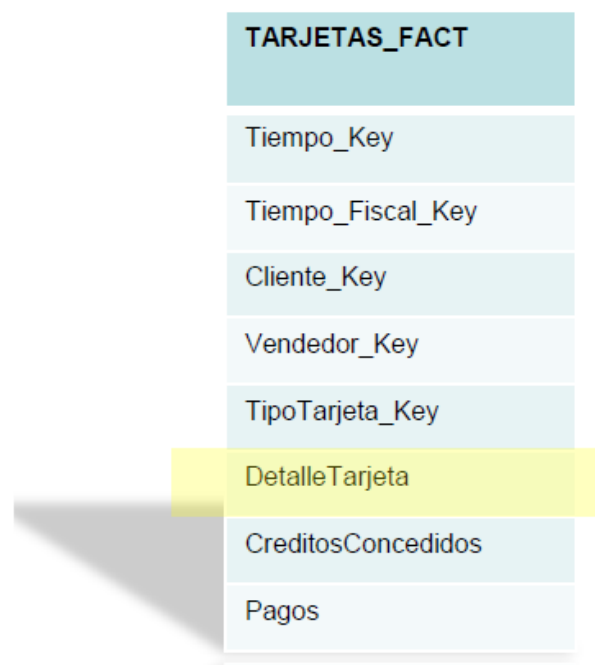 TARJETAS_FACT
Tiempo_Key
Tiempo_Fiscal_Key
Cliente_Key
Vendedor_Key
TipoTarjeta_Key
DetalleTarjeta
CreditosConcedidos
Pagos